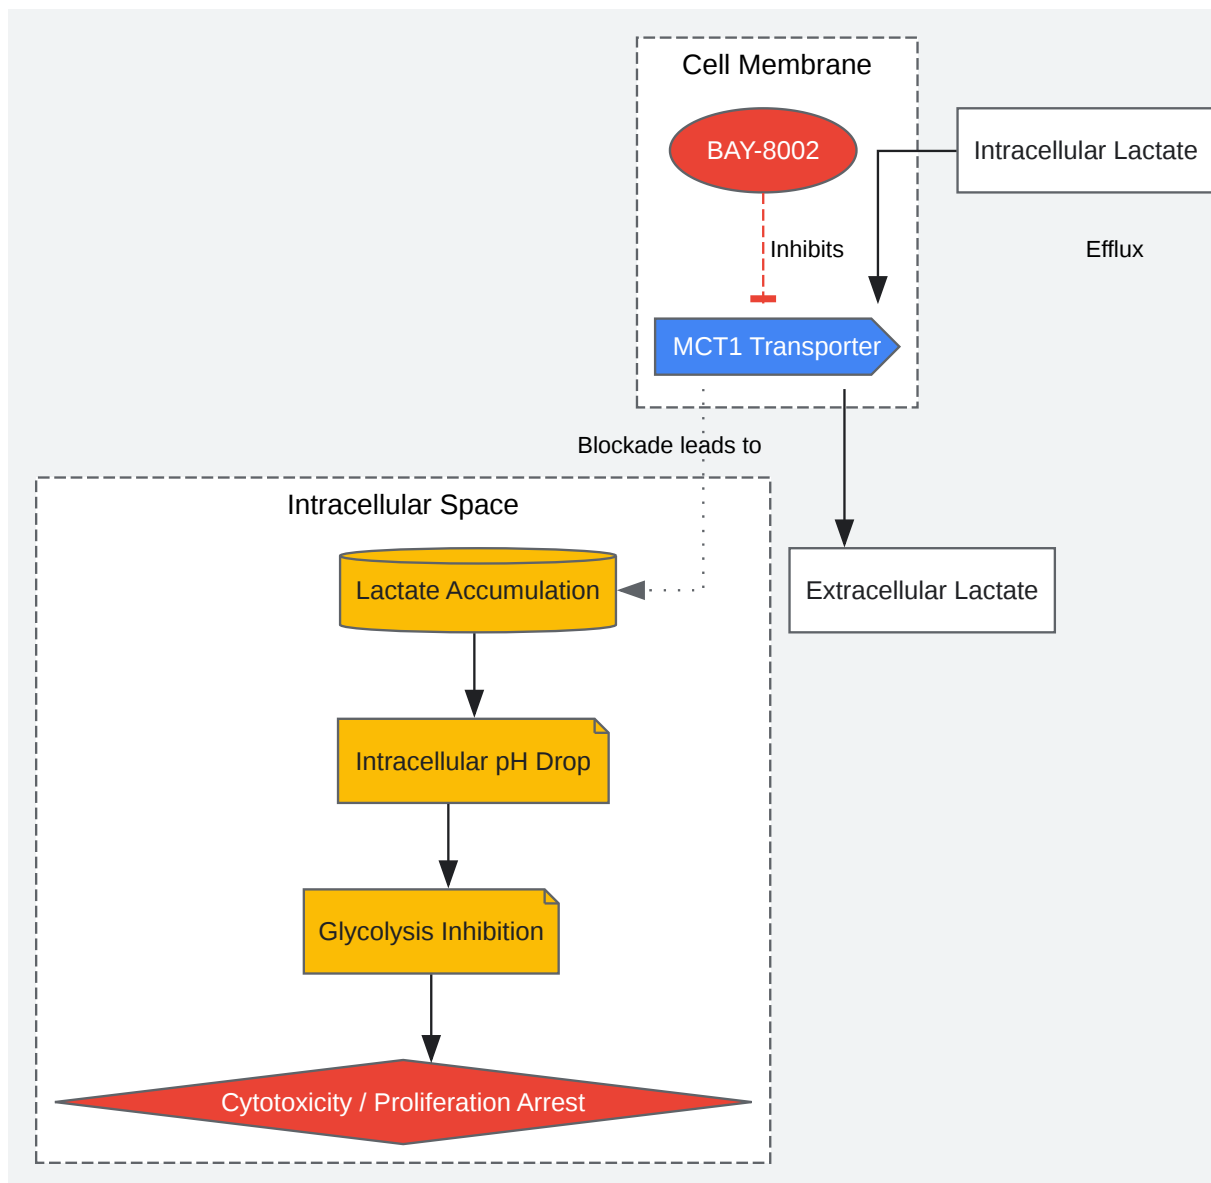 Cell Membrane
BAY-8002
Intracellular Lactate
Inhibits
Efflux
MCT1 Transporter
Blockade leads to
Intracellular Space
Lactate Accumulation
Extracellular Lactate
Intracellular pH Drop
Glycolysis Inhibition
Cytotoxicity / Proliferation Arrest